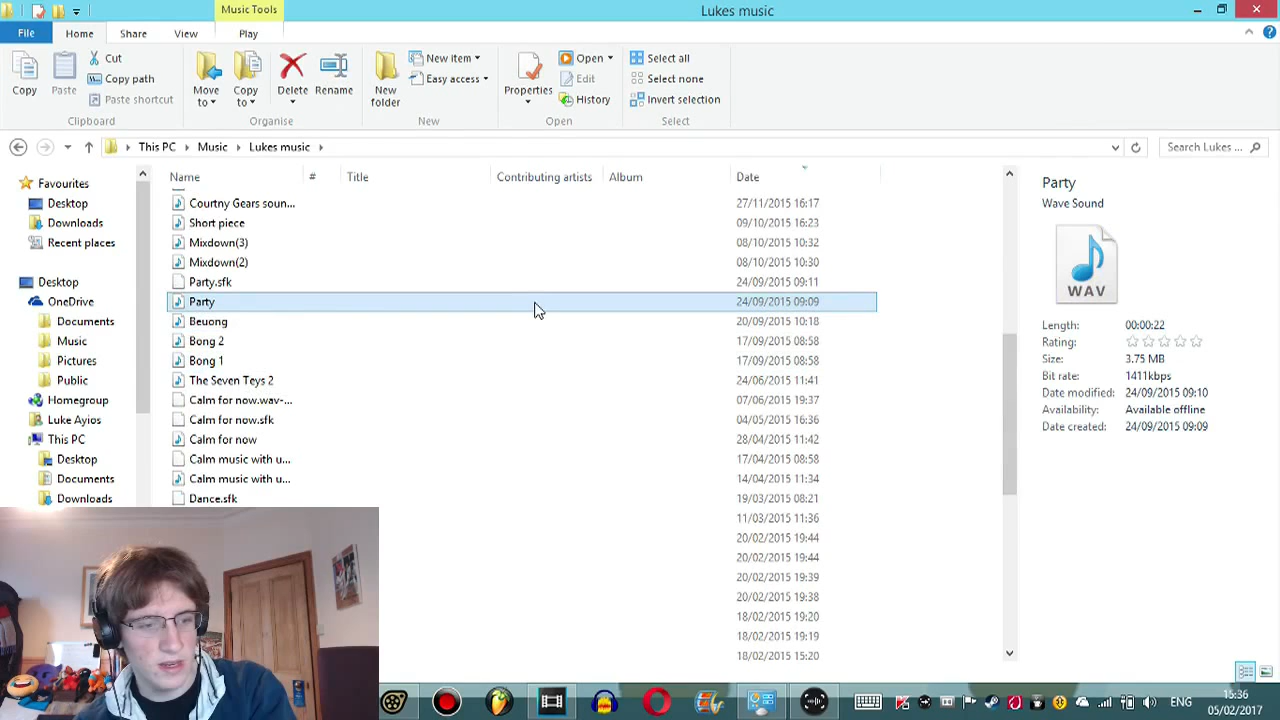 Music Tools
Lukes music
File Home Share View Play
Copy
Paste
Cut
Copy path
Paste shortcut
Clipboard
Move to
Copy to
Delete
Rename
Organise
New folder
New item
Easy access
New
Properties
Open
Edit
History
Open
Select all
Select none
Invert selection
Select
This PC Music Lukes music
Search Lukes ...
Favourites
Desktop
Downloads
Recent places
Desktop
OneDrive
Documents
Music
Pictures
Public
Homegroup
Luke Ayios
This PC
Desktop
Documents
Downloads
Name # Title Contributing artists Album Date
Courtny Gears soun... 27/11/2015 16:17
Short piece 09/10/2015 16:23
Mixdown(3) 08/10/2015 10:32
Mixdown(2) 08/10/2015 10:30
Party.sfk 24/09/2015 09:11
Party 24/09/2015 09:09
Beuong 20/09/2015 10:18
Bong 2 17/09/2015 08:58
Bong 1 17/09/2015 08:58
The Seven Teys 2 24/06/2015 11:41
Calm for now.wav-... 07/06/2015 19:37
Calm for now.sfk 04/05/2015 16:36
Calm for now 28/04/2015 11:42
Calm music with u... 17/04/2015 08:58
Calm music with u... 14/04/2015 11:34
Dance.sfk 19/03/2015 08:21
11/03/2015 11:36
20/02/2015 19:44
20/02/2015 19:44
20/02/2015 19:39
20/02/2015 19:38
18/02/2015 19:20
18/02/2015 19:19
18/02/2015 15:20
Party
Wave Sound
WAV
Length: 00:00:22
Rating:
Size: 3.75 MB
Bit rate: 1411kbps
Date modified: 24/09/2015 09:10
Availability: Available offline
Date created: 24/09/2015 09:09
ENG
15:36
05/02/2017